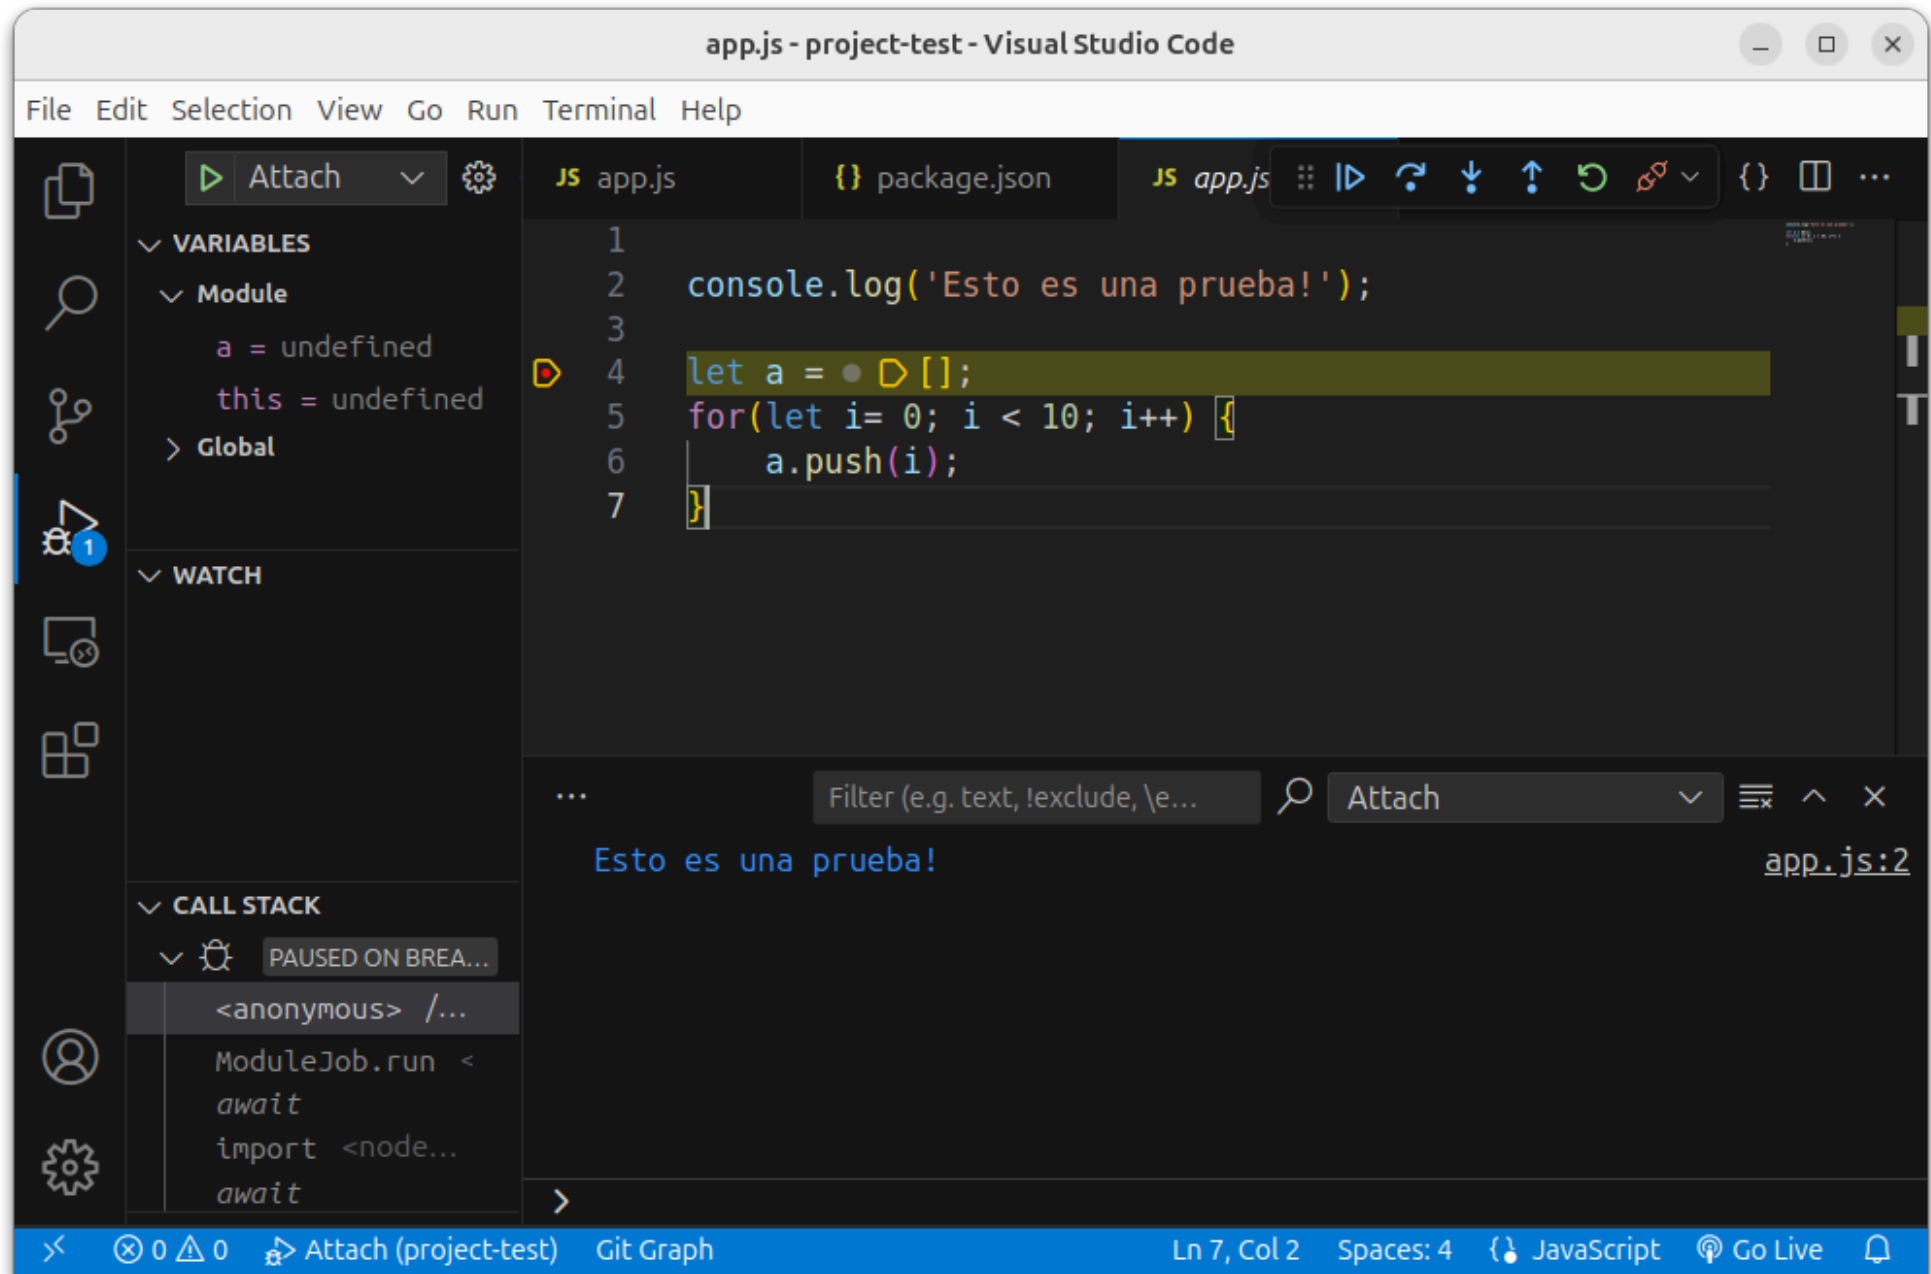 app.js - project-test - Visual Studio Code
File Edit Selection View Go Run Terminal Help
Attach
JS app.js
{} package.json
JS app.js
VARIABLES
Module
a = undefined
this = undefined
Global
WATCH
CALL STACK
PAUSED ON BREA...
<anonymous> /...
ModuleJob.run <
await
import <node...
await
1
2 console.log('Esto es una prueba!');
3
4 let a = [];
5 for(let i= 0; i < 10; i++) {
6 a.push(i);
7 }
1
... Filter (e.g. text, !exclude, \e... Attach
Esto es una prueba! app.js:2
>
0 0 Attach (project-test) Git Graph Ln 7, Col 2 Spaces: 4 JavaScript Go Live